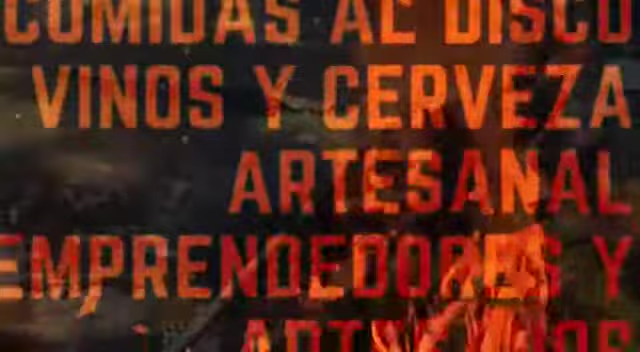 COMIDAS AL DISCO
VINOS Y CERVEZA
ARTESANAL
EMPRENDEDORES Y